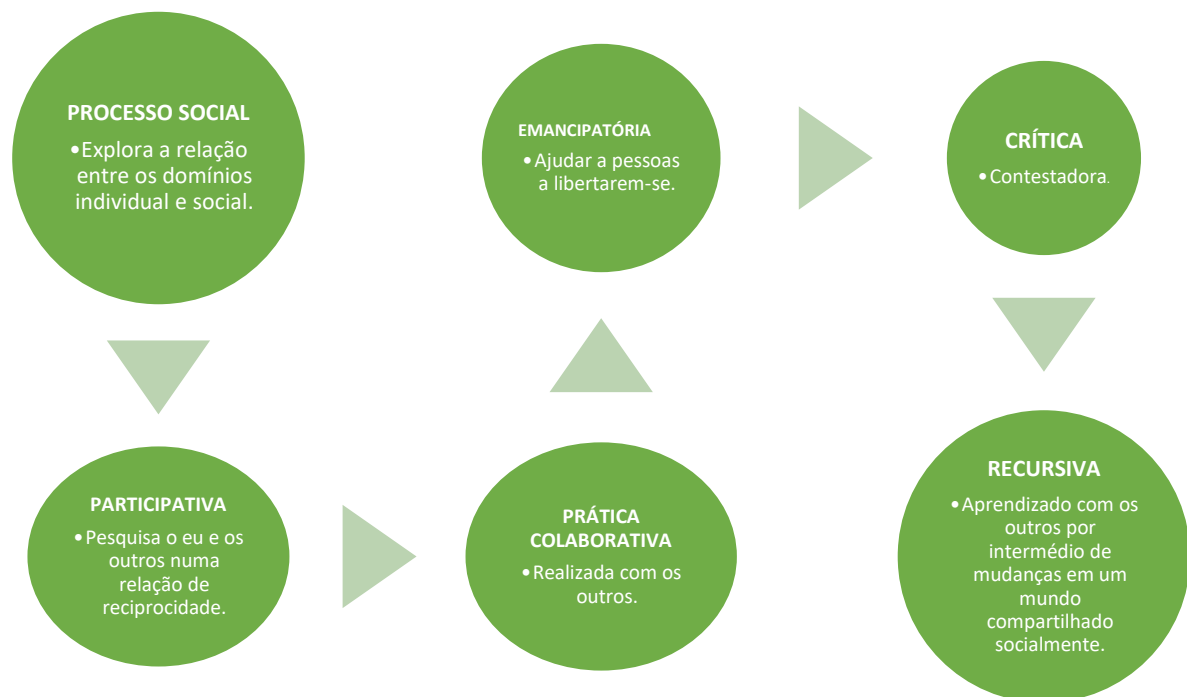 PROCESSO SOCIAL
•Explora a relação
entre os domínios
individual e social.
PARTICIPATIVA
•Pesquisa o eu e os
outros numa
relação de
reciprocidade.
PRÁTICA
COLABORATIVA
•Realizada com os
outros.
EMANCIPATÓRIA
•Ajudar a pessoas
a libertarem-se.
CRÍTICA
•Contestadora.
RECURSIVA
•Aprendizado com os
outros por
intermédio de
mudanças em um
mundo
compartilhado
socialmente.